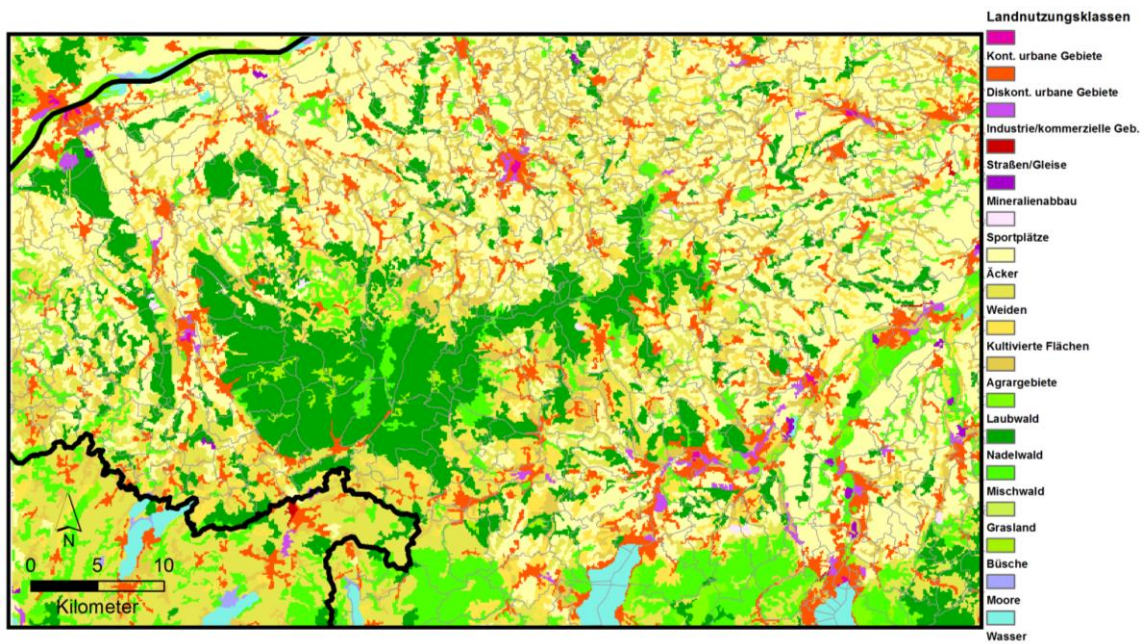 Landnutzungsklassen
Kont. urbane Gebiete
Diskont. urbane Gebiete
Industrie/kommerzielle Geb.
Straßen/Gleise
Mineralienabbau
Sportplätze
Äcker
Weiden
Kultivierte Flächen
Agrargebiete
Laubwald
Nadelwald
Mischwald
Grasland
Büsche
Moore
Wasser
N
0 5 10
Kilometer